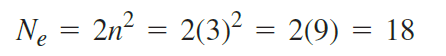 Nₑ = 2n² = 2(3)² = 2(9) = 18